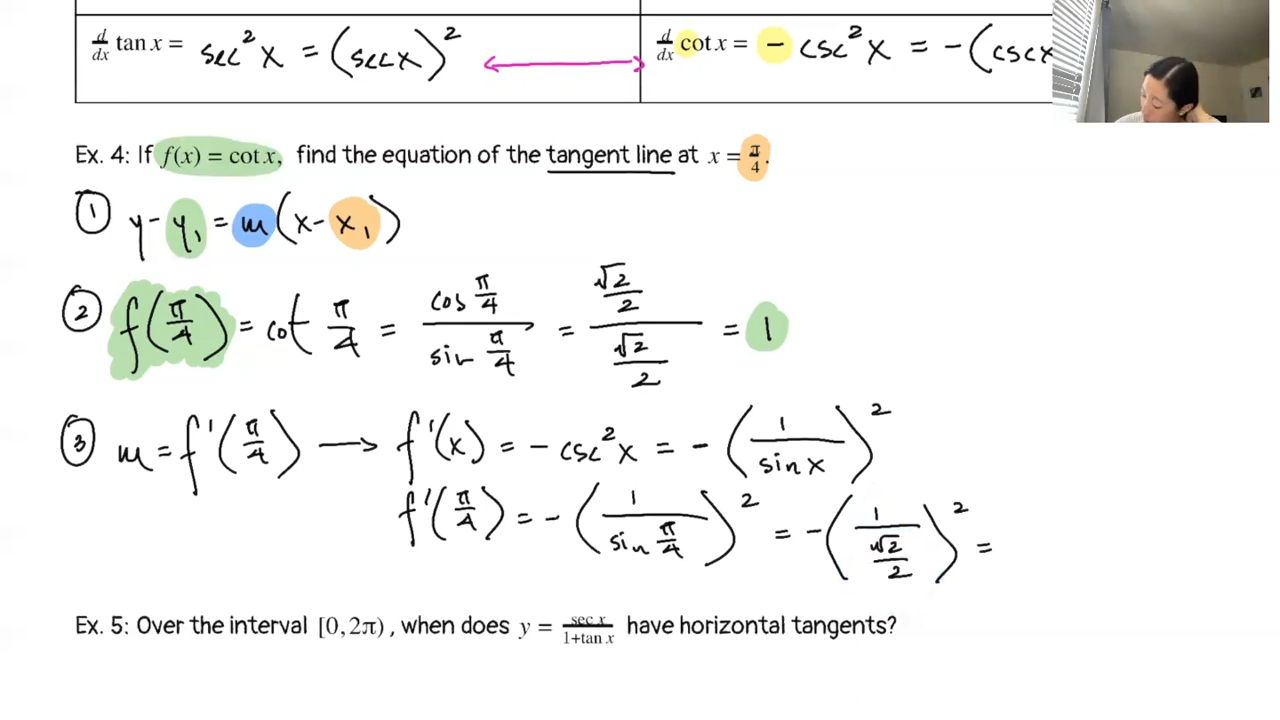 d/dx tan x = sec² x = (sec x)²
d/dx cot x = - csc² x = - (csc x
Ex. 4: If f(x) = cot x, find the equation of the tangent line at x = π/4.
① y - y₁ = m(x - x₁)
② f(π/4) = cot π/4 = (cos π/4)/(sin π/4) = (√2/2)/(√2/2) = 1
③ m = f'(π/4) → f'(x) = - csc² x = - (1/(sin x))²
f'(π/4) = - (1/(sin π/4))² = - (1/(√2/2))² =
Ex. 5: Over the interval [0, 2π), when does y = (sec x)/(1+tan x) have horizontal tangents?